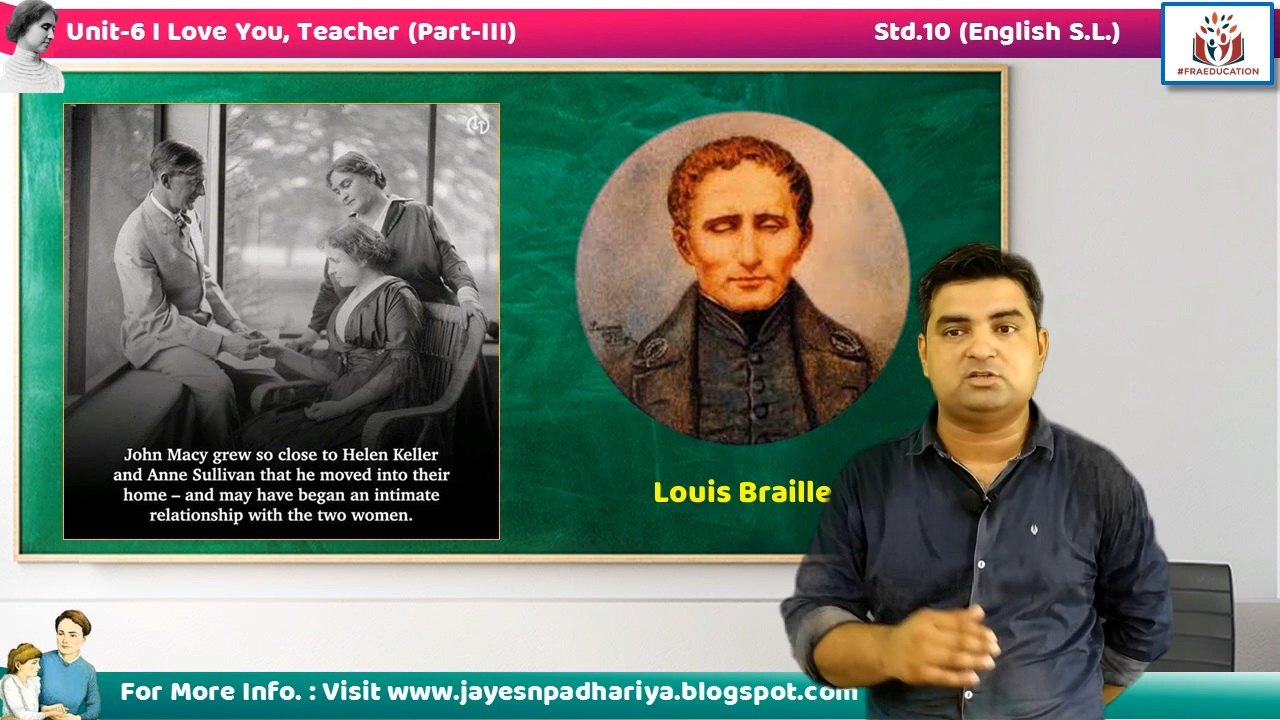 Unit-6 I Love You, Teacher (Part-III)
Std.10 (English S.L.)
#FRAEDUCATION
John Macy grew so close to Helen Keller
and Anne Sullivan that he moved into their
home – and may have began an intimate
relationship with the two women.
Louis Braille
For More Info. : Visit www.jayesnpadhariya.blogspot.com